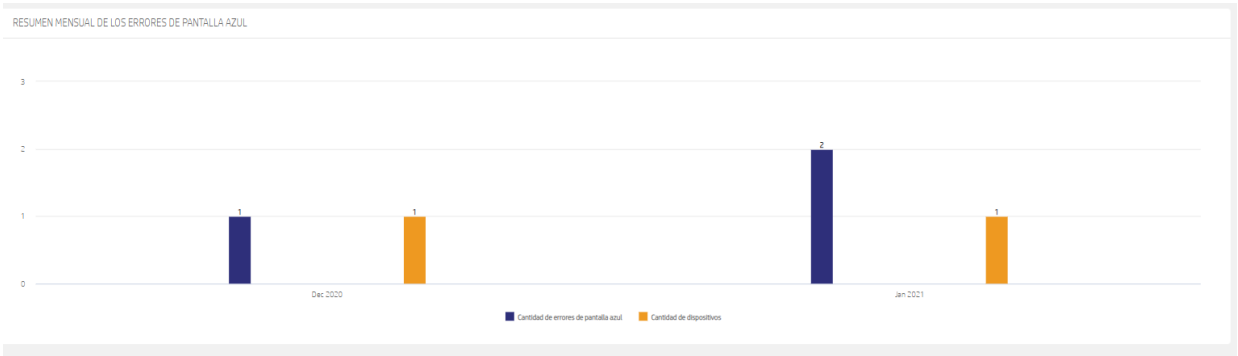 RESUMEN MENSUAL DE LOS ERRORES DE PANTALLA AZUL
3
2
1
0
1
1
2
1
Dec 2020
Jan 2021
Cantidad de errores de pantalla azul
Cantidad de dispositivos